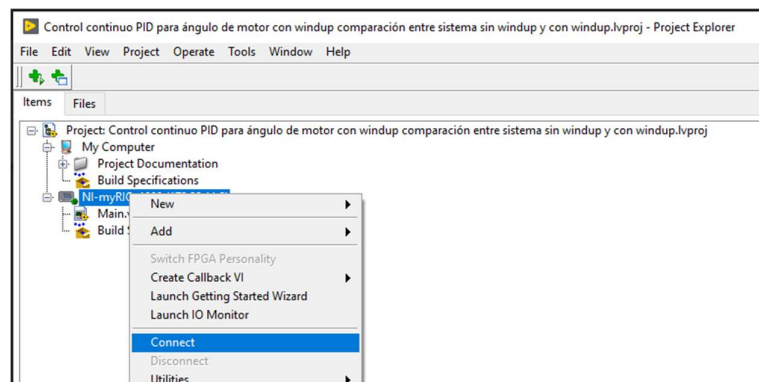 Control continuo PID para ángulo de motor con windup comparación entre sistema sin windup y con windup.lvproj - Project Explorer
File Edit View Project Operate Tools Window Help
Items Files
Project: Control continuo PID para ángulo de motor con windup comparación entre sistema sin windup y con windup.lvproj
My Computer
Project Documentation
Build Specifications
NI-myRIO
New
Add
Switch FPGA Personality
Create Callback VI
Launch Getting Started Wizard
Launch IO Monitor
Connect
Disconnect
Utilities